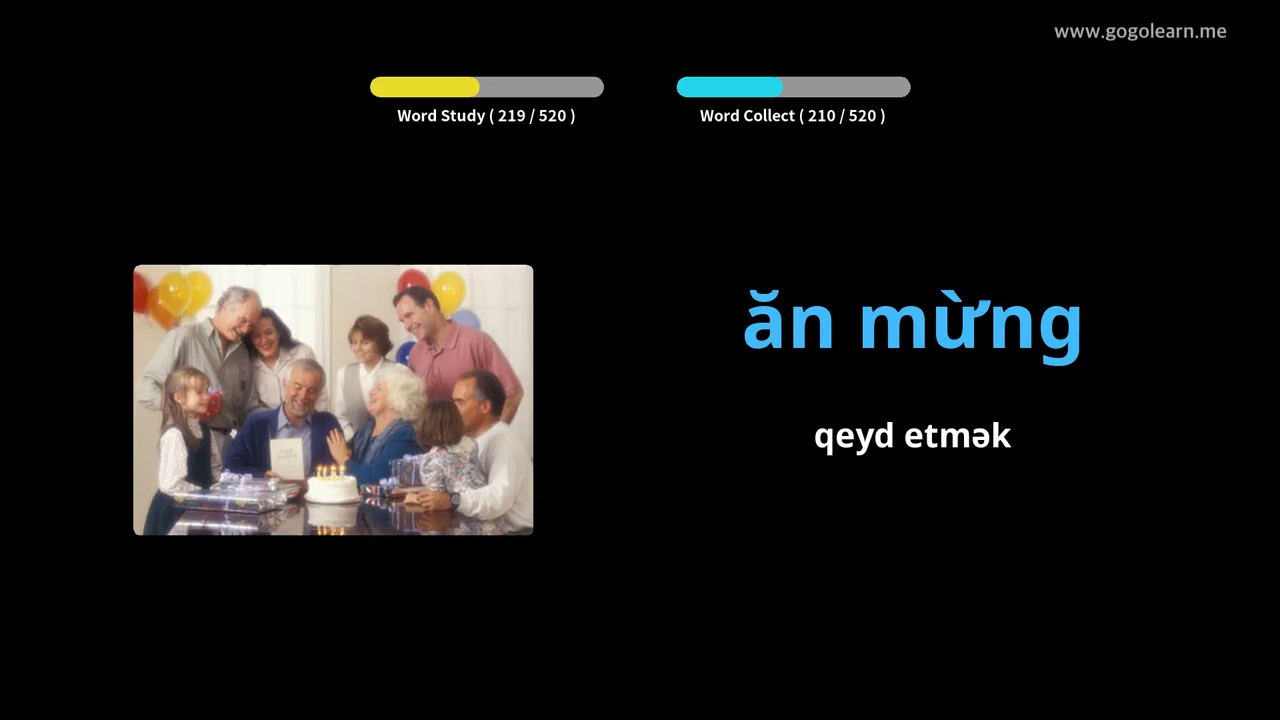 www.gogolearn.me
Word Study ( 219 / 520 )
Word Collect ( 210 / 520 )
ăn mừng
qeyd etmək